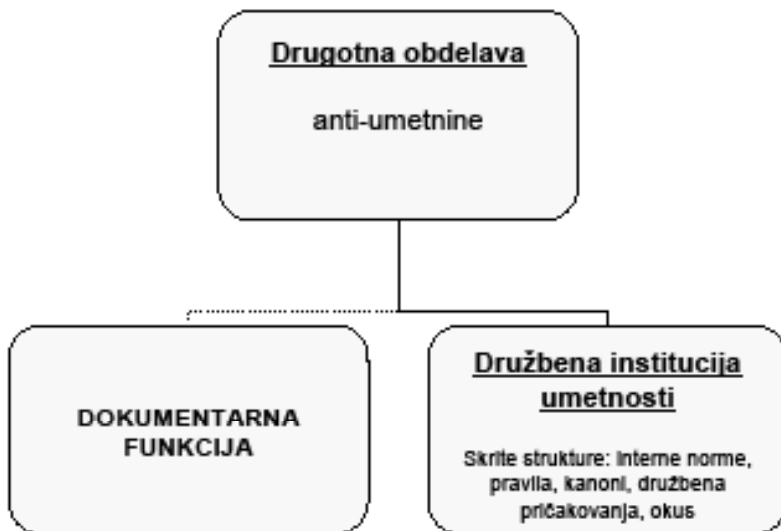 Drugotna obdelava
anti-umetnine
DOKUMENTARNA
FUNKCIJA
Družbena institucija
umetnosti
Skrite strukture: interne norme,
pravila, kanoni, družbena
pričakovanja, okus